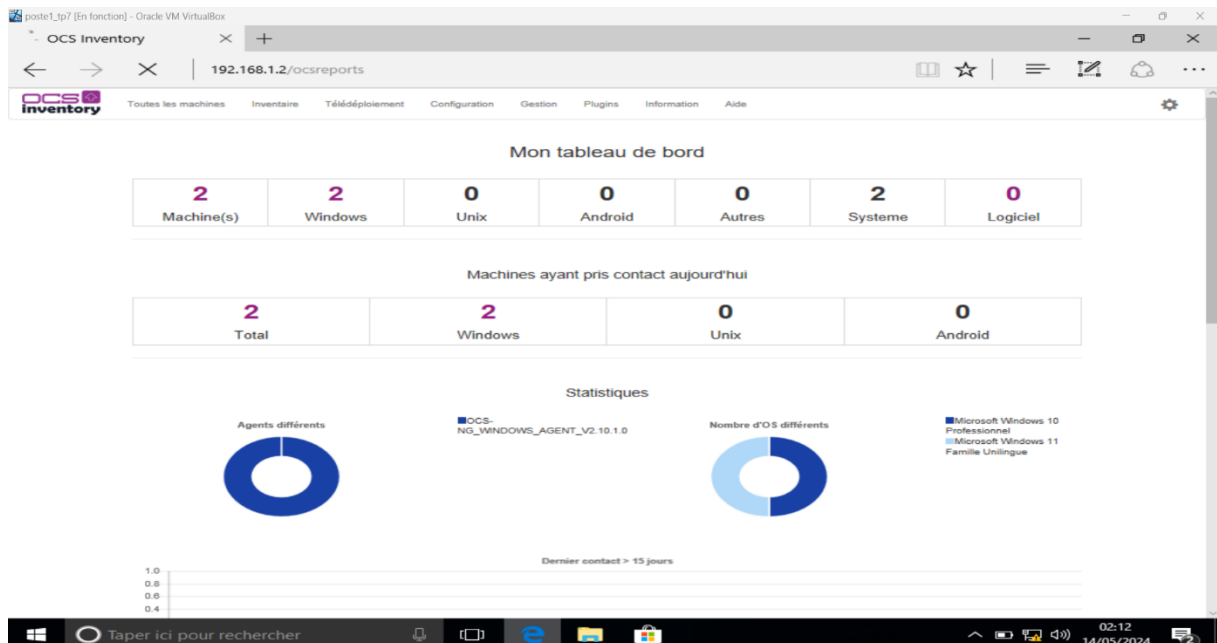 poste1_tp7 [En fonction] - Oracle VM VirtualBox
OCS Inventory
192.168.1.2/ocsreports
OCS inventory Toutes les machines Inventaire Télédéploiement Configuration Gestion Plugins Information Aide
Mon tableau de bord
2 2 0 0 0 2 0
Machine(s) Windows Unix Android Autres Systeme Logiciel
Machines ayant pris contact aujourd'hui
2 2 0 0
Total Windows Unix Android
Statistiques
Agents différents
OCS-
NG_WINDOWS_AGENT_V2.10.1.0
Nombre d'OS différents
Microsoft Windows 10
Professionnel
Microsoft Windows 11
Famille Unilingue
Dernier contact > 15 jours
1.0
0.8
0.6
0.4
Taper ici pour rechercher
02:12
14/05/2024
2